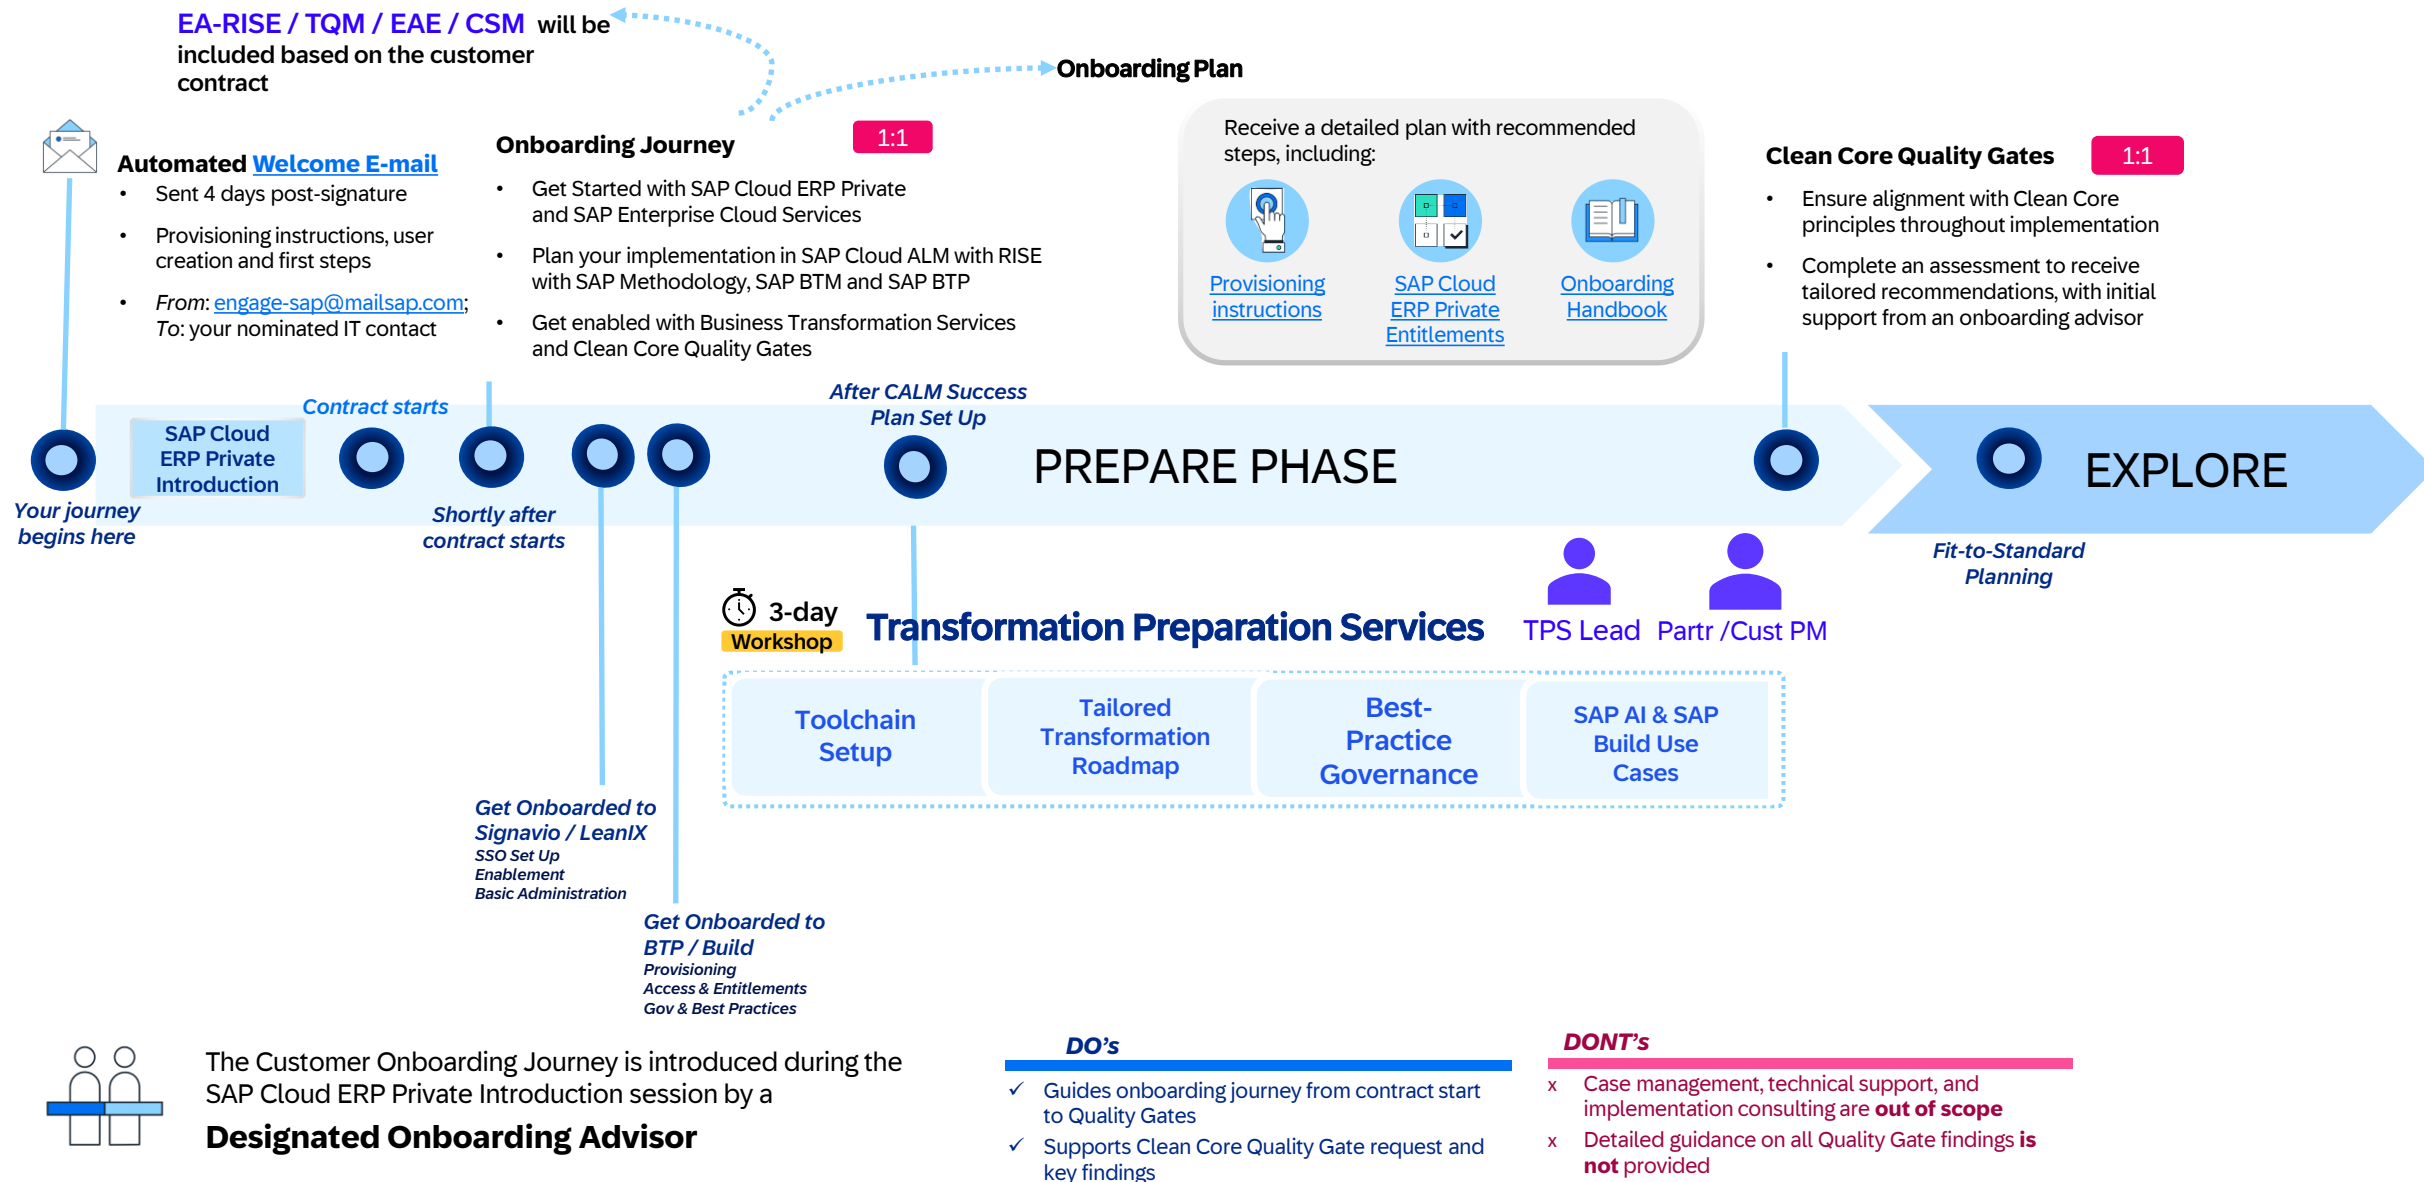 EA-RISE / TQM / EAE / CSM will be
included based on the customer
contract
Onboarding Plan
Automated Welcome E-mail
• Sent 4 days post-signature
• Provisioning instructions, user
creation and first steps
• From: engage-sap@mailsap.com;
To: your nominated IT contact
Onboarding Journey
1:1
• Get Started with SAP Cloud ERP Private
and SAP Enterprise Cloud Services
• Plan your implementation in SAP Cloud ALM with RISE
with SAP Methodology, SAP BTM and SAP BTP
• Get enabled with Business Transformation Services
and Clean Core Quality Gates
Receive a detailed plan with recommended
steps, including:
Provisioning
instructions
SAP Cloud
ERP Private
Entitlements
Onboarding
Handbook
Clean Core Quality Gates
1:1
• Ensure alignment with Clean Core
principles throughout implementation
• Complete an assessment to receive
tailored recommendations, with initial
support from an onboarding advisor
Your journey
begins here
SAP Cloud
ERP Private
Introduction
Contract starts
Shortly after
contract starts
After CALM Success
Plan Set Up
PREPARE PHASE
EXPLORE
Fit-to-Standard
Planning
3-day
Workshop
Transformation Preparation Services
TPS Lead
Partr /Cust PM
Toolchain
Setup
Tailored
Transformation
Roadmap
Best-
Practice
Governance
SAP AI & SAP
Build Use
Cases
Get Onboarded to
Signavio / LeanIX
SSO Set Up
Enablement
Basic Administration
Get Onboarded to
BTP / Build
Provisioning
Access & Entitlements
Gov & Best Practices
The Customer Onboarding Journey is introduced during the
SAP Cloud ERP Private Introduction session by a
Designated Onboarding Advisor
DO's
✓ Guides onboarding journey from contract start
to Quality Gates
✓ Supports Clean Core Quality Gate request and
key findings
DONT's
x Case management, technical support, and
implementation consulting are out of scope
x Detailed guidance on all Quality Gate findings is
not provided